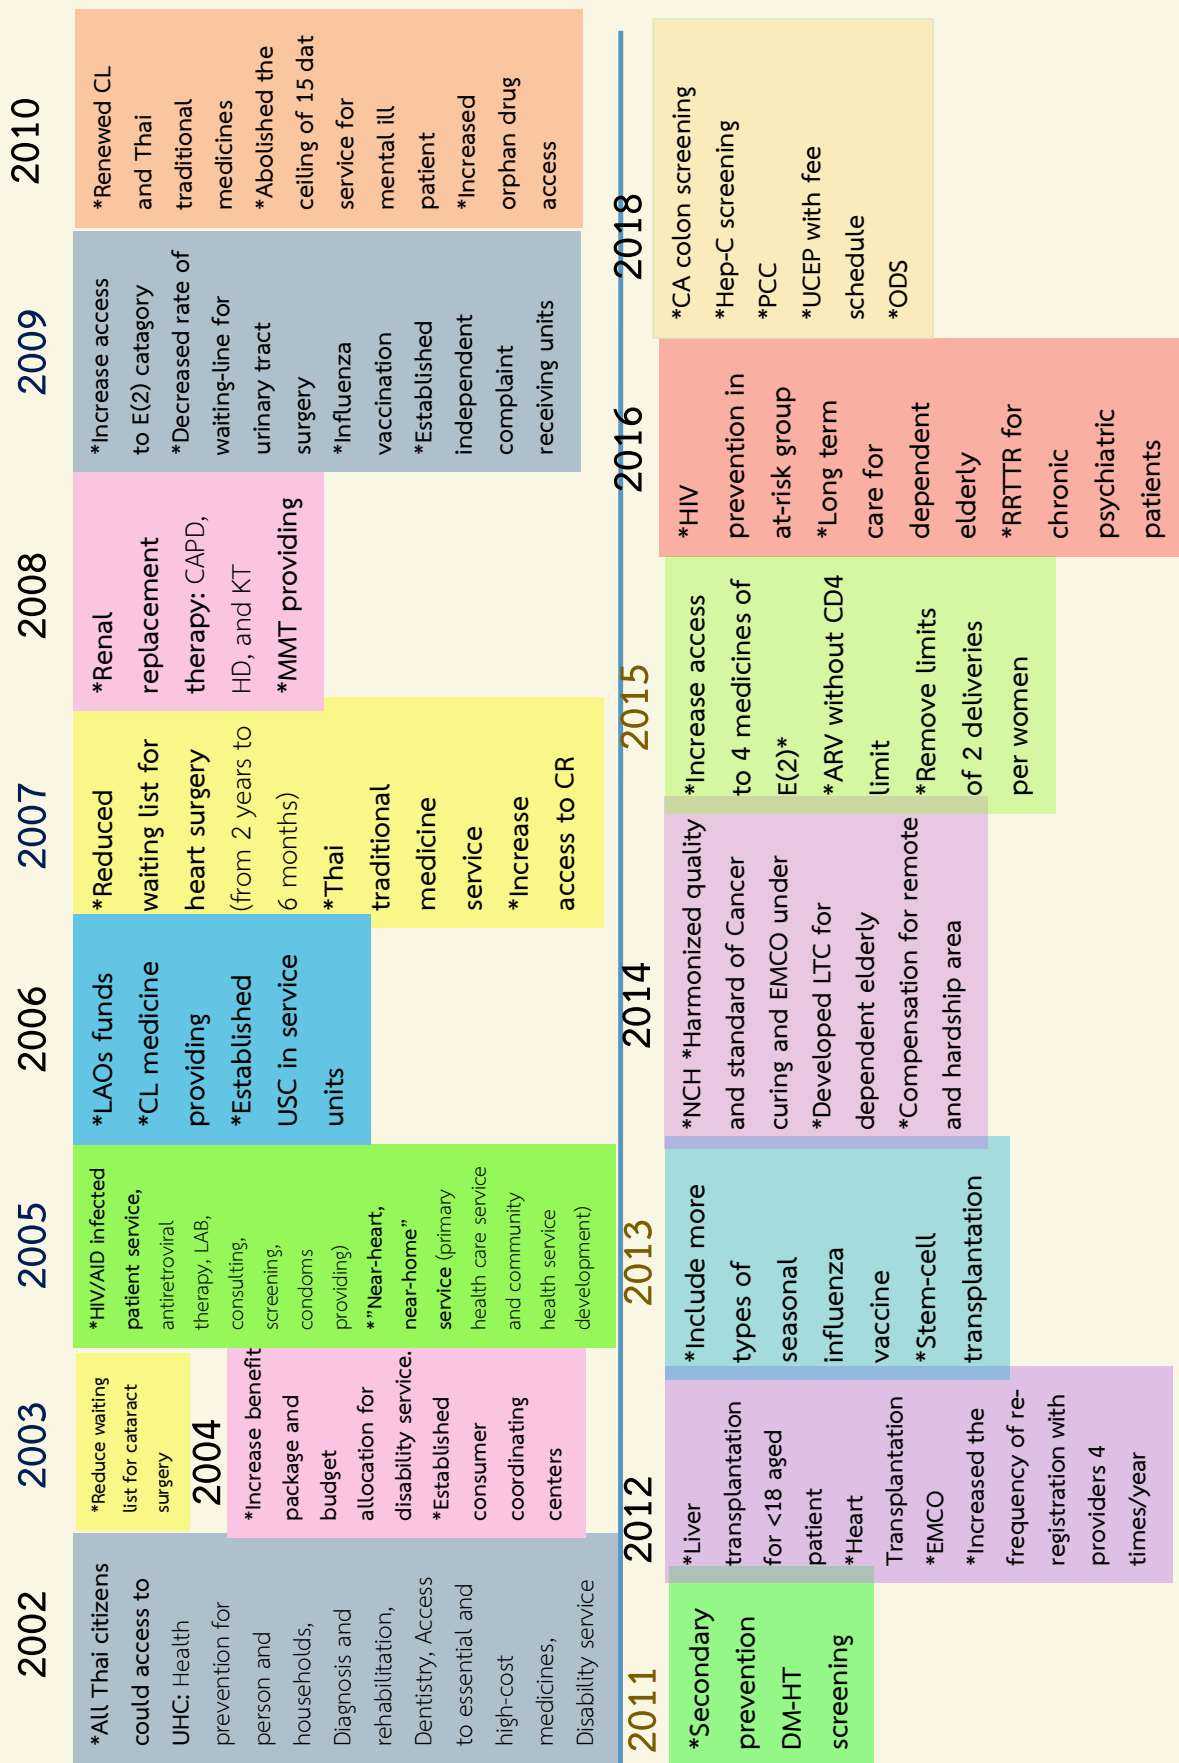 2002
*All Thai citizens
could access to
UHC: Health
prevention for
person and
households,
Diagnosis and
rehabilitation,
Dentistry, Access
to essential and
high-cost
medicines,
Disability service
2003
*Reduce waiting
list for cataract
surgery
2004
*Increase benefit
package and
budget
allocation for
disability service.
*Established
consumer
coordinating
centers
2005
*HIV/AID infected
patient service,
antiretroviral
therapy, LAB,
consulting,
screening,
condoms
providing)
*”Near-heart,
near-home”
service (primary
health care service
and community
health service
development)
2006
*LAOs funds
*CL medicine
providing
*Established
USC in service
units
2007
*Reduced
waiting list for
heart surgery
(from 2 years to
6 months)
*Thai
traditional
medicine
service
*Increase
access to CR
2008
*Renal
replacement
therapy: CAPD,
HD, and KT
*MMT providing
2009
*Increase access
to E(2) catagory
*Decreased rate of
waiting-line for
urinary tract
surgery
*Influenza
vaccination
*Established
independent
complaint
receiving units
2010
*Renewed CL
and Thai
traditional
medicines
*Abolished the
ceiling of 15 dat
service for
mental ill
patient
*Increased
orphan drug
access
2011
*Secondary
prevention
DM-HT
screening
2012
*Liver
transplantation
for <18 aged
patient
*Heart
Transplantation
*EMCO
*Increased the
frequency of re-
registration with
providers 4
times/year
2013
*Include more
types of
seasonal
influenza
vaccine
*Stem-cell
transplantation
2014
*NCH *Harmonized quality
and standard of Cancer
curing and EMCO under
*Developed LTC for
dependent elderly
*Compensation for remote
and hardship area
2015
*Increase access
to 4 medicines of
E(2)*
*ARV without CD4
limit
*Remove limits
of 2 deliveries
per women
2016
*HIV
prevention in
at-risk group
*Long term
care for
dependent
elderly
*RRTTR for
chronic
psychiatric
patients
2018
*CA colon screening
*Hep-C screening
*PCC
*UCEP with fee
schedule
*ODS